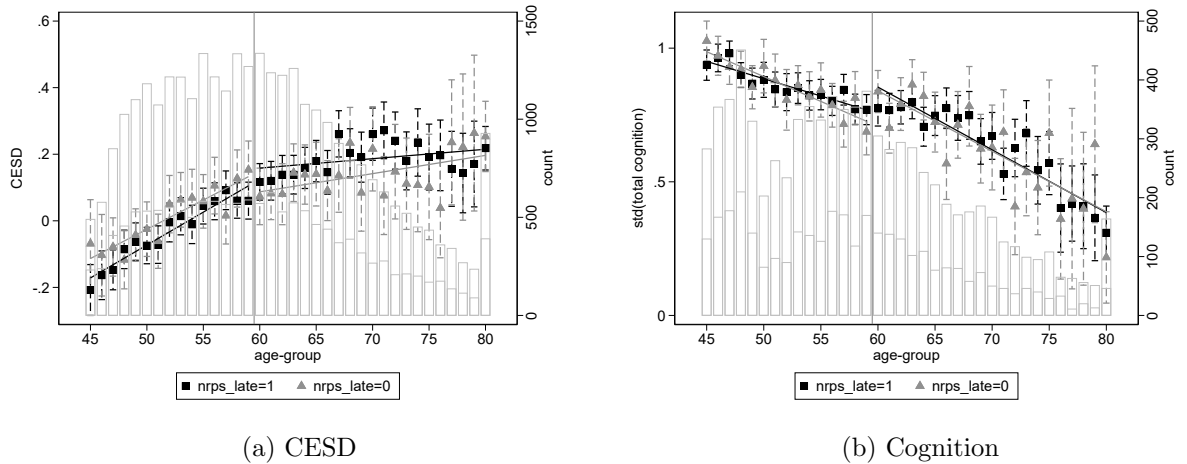 .6
.4
.2
0
-.2
CESD
1500
1000
500
0
count
45 50 55 60 65 70 75 80
age-group
nrps_late=1 nrps_late=0
(a) CESD
1
.5
0
std(total cognition)
500
400
300
200
100
0
count
45 50 55 60 65 70 75 80
age-group
nrps_late=1 nrps_late=0
(b) Cognition